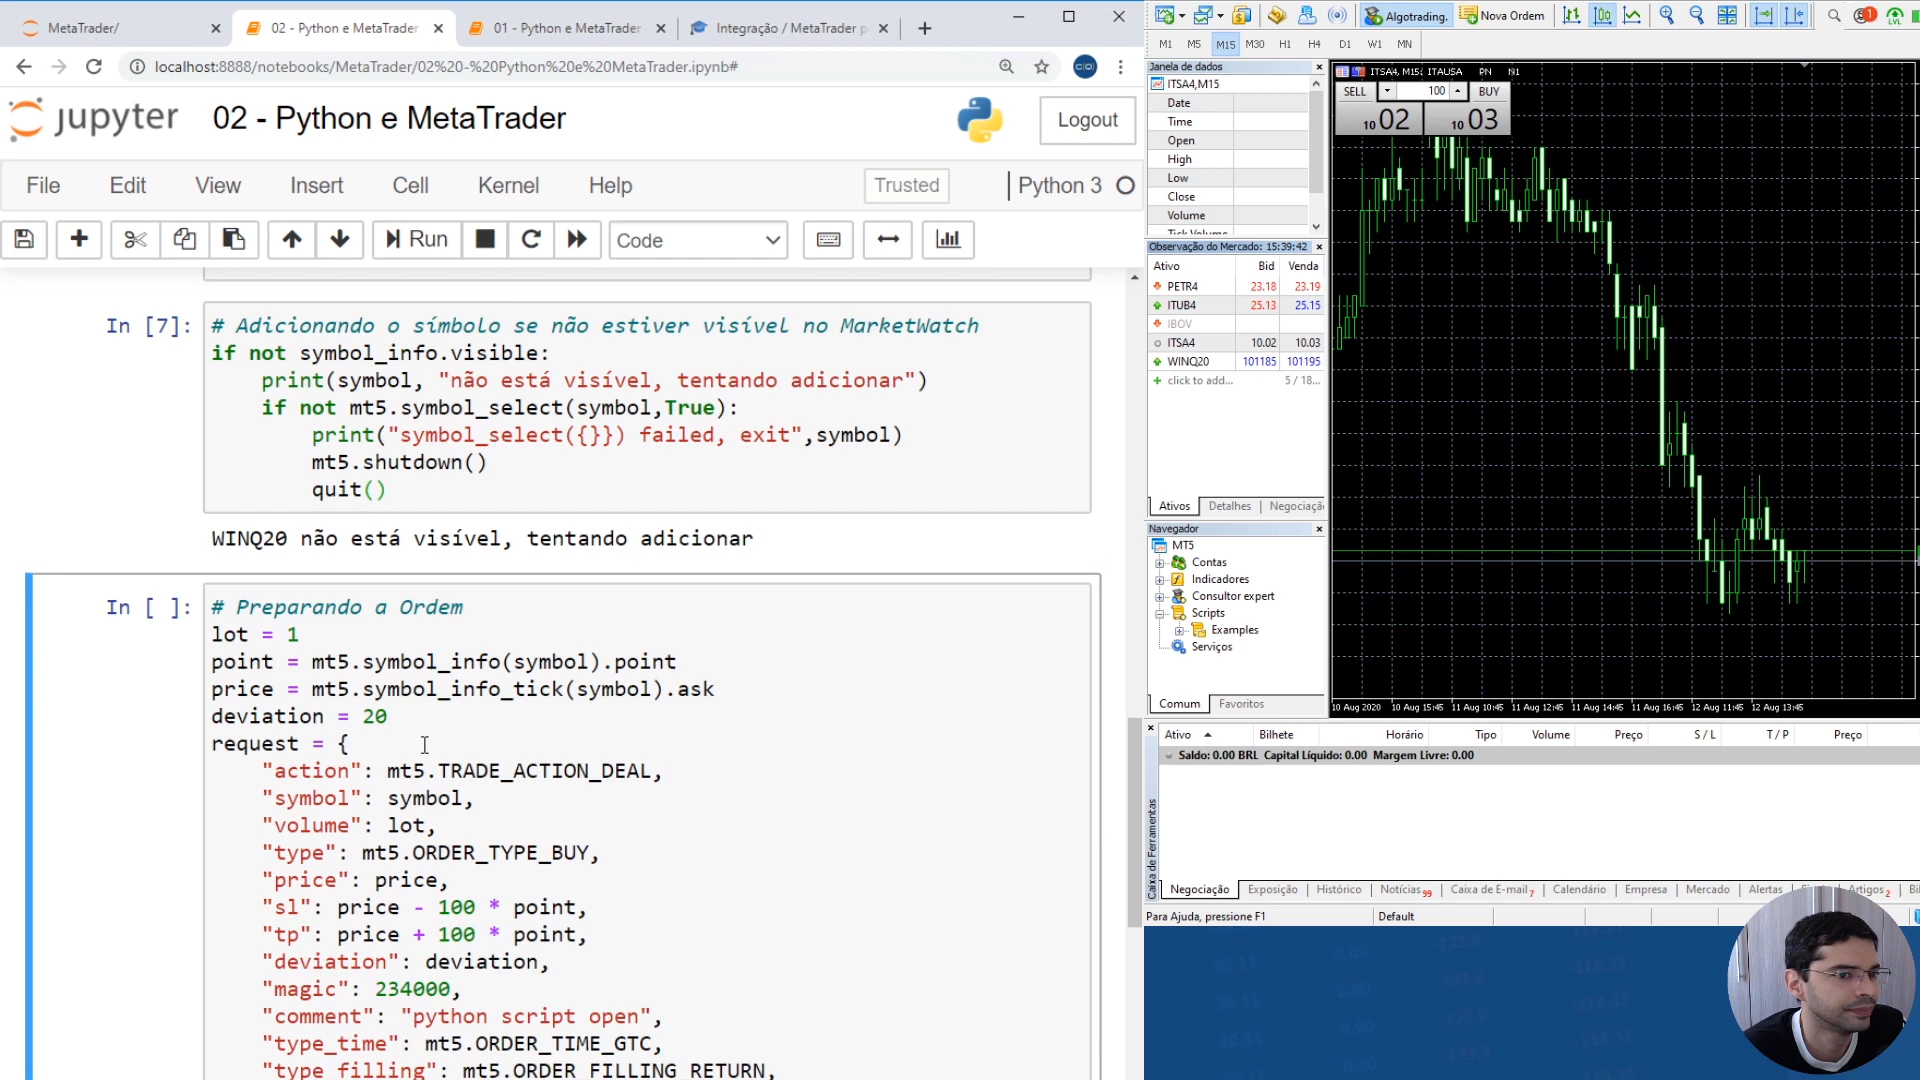 MetaTrader/
02 - Python e MetaTrader
01 - Python e MetaTrader
Integração / MetaTrader p
localhost:8888/notebooks/MetaTrader/02%20-%20Python%20e%20MetaTrader.ipynb#
jupyter
02 - Python e MetaTrader
Logout
File Edit View Insert Cell Kernel Help
Trusted
Python 3
Run
Code
In [7]:
# Adicionando o símbolo se não estiver visível no MarketWatch
if not symbol_info.visible:
print(symbol, "não está visível, tentando adicionar")
if not mt5.symbol_select(symbol,True):
print("symbol_select({}}) failed, exit",symbol)
mt5.shutdown()
quit()
WINQ20 não está visível, tentando adicionar
In [ ]:
# Preparando a Ordem
lot = 1
point = mt5.symbol_info(symbol).point
price = mt5.symbol_info_tick(symbol).ask
deviation = 20
request = {
"action": mt5.TRADE_ACTION_DEAL,
"symbol": symbol,
"volume": lot,
"type": mt5.ORDER_TYPE_BUY,
"price": price,
"sl": price - 100 * point,
"tp": price + 100 * point,
"deviation": deviation,
"magic": 234000,
"comment": "python script open",
"type_time": mt5.ORDER_TIME_GTC,
"type_filling": mt5.ORDER_FILLING_RETURN,
Algotrading.
Nova Ordem
M1 M5 M15 M30 H1 H4 D1 W1 MN
Janela de dados
ITSA4,M15
Date
Time
Open
High
Low
Close
Volume
Tick Volume
Observação do Mercado: 15:39:42
Ativo Bid Venda
PETR4 23.18 23.19
ITUB4 25.13 25.15
IBOV
ITSA4 10.02 10.03
WINQ20 101185 101195
click to add... 5 / 18...
Ativos Detalhes Negociaçã
Navegador
MT5
Contas
Indicadores
Consultor expert
Scripts
Examples
Serviços
Comum Favoritos
ITSA4, M15: ITAUSA PN N1
SELL 100 BUY
10 02 10 03
10 Aug 2020 10 Aug 15:45 11 Aug 10:45 11 Aug 12:45 11 Aug 14:45 11 Aug 16:45 12 Aug 11:45 12 Aug 13:45
Ativo Bilhete Horário Tipo Volume Preço S / L T / P Preço
Saldo: 0.00 BRL Capital Líquido: 0.00 Margem Livre: 0.00
Caixa de Ferramentas
Negociação Exposição Histórico Notícias 99 Caixa de E-mail 7 Calendário Empresa Mercado Alertas Artigos 2
Para Ajuda, pressione F1
Default